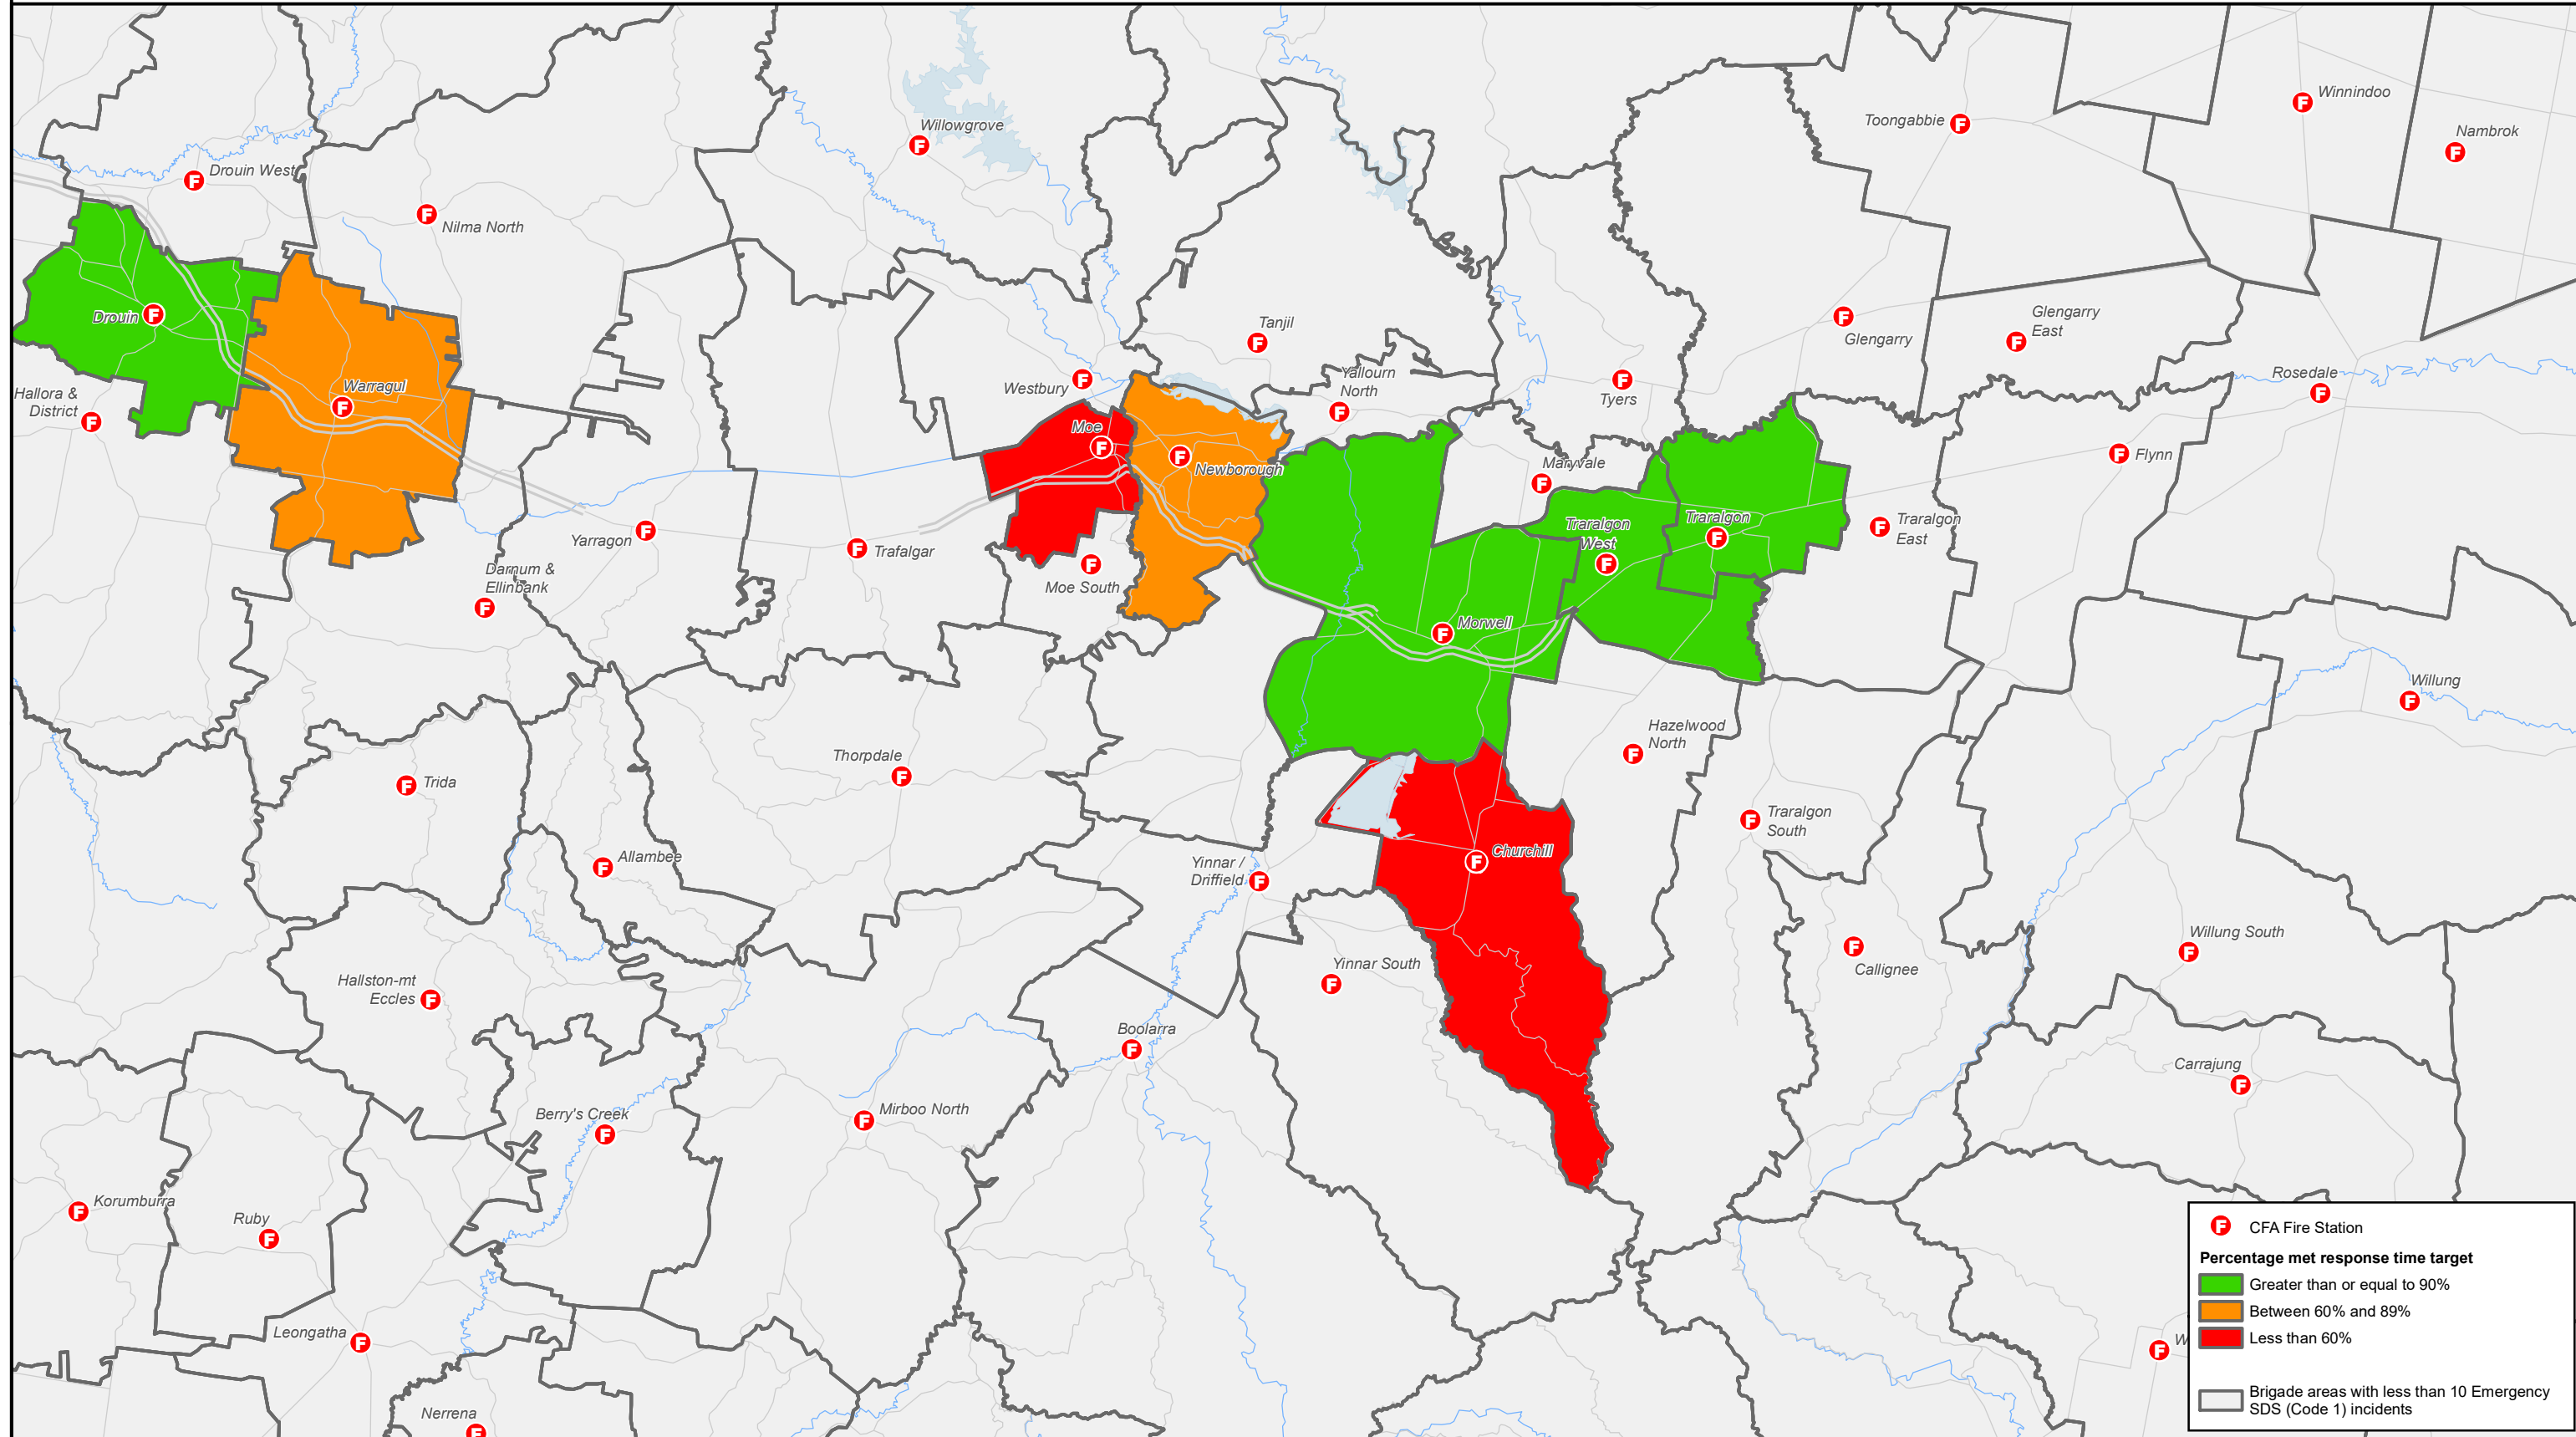 Winnindoo
Toongabbie
Willowgrove
Nambrok
Drouin West
Nilma North
Drouin
Tanjil
Glengarry
East
Glengarry
Westbury
Yallourn
North
Tyers
Rosedale
Hallora &
District
Warragul
Moe
Newborough
Maryvale
Flynn
Traralgon
West
Traralgon
Traralgon
East
Yarragon
Trafalgar
Darnum &
Ellinbank
Moe South
Morwell
Willung
Hazelwood
North
Thorpdale
Trida
Traralgon
South
Allambee
Churchill
Yinnar /
Driffield
Willung South
Yinnar South
Callignee
Hallston-mt
Eccles
Boolarra
Carrajung
Berry's Creek
Mirboo North
Korumburra
Ruby
Leongatha
Nerrena
W
F CFA Fire Station
Percentage met response time target
Greater than or equal to 90%
Between 60% and 89%
Less than 60%
Brigade areas with less than 10 Emergency
SDS (Code 1) incidents